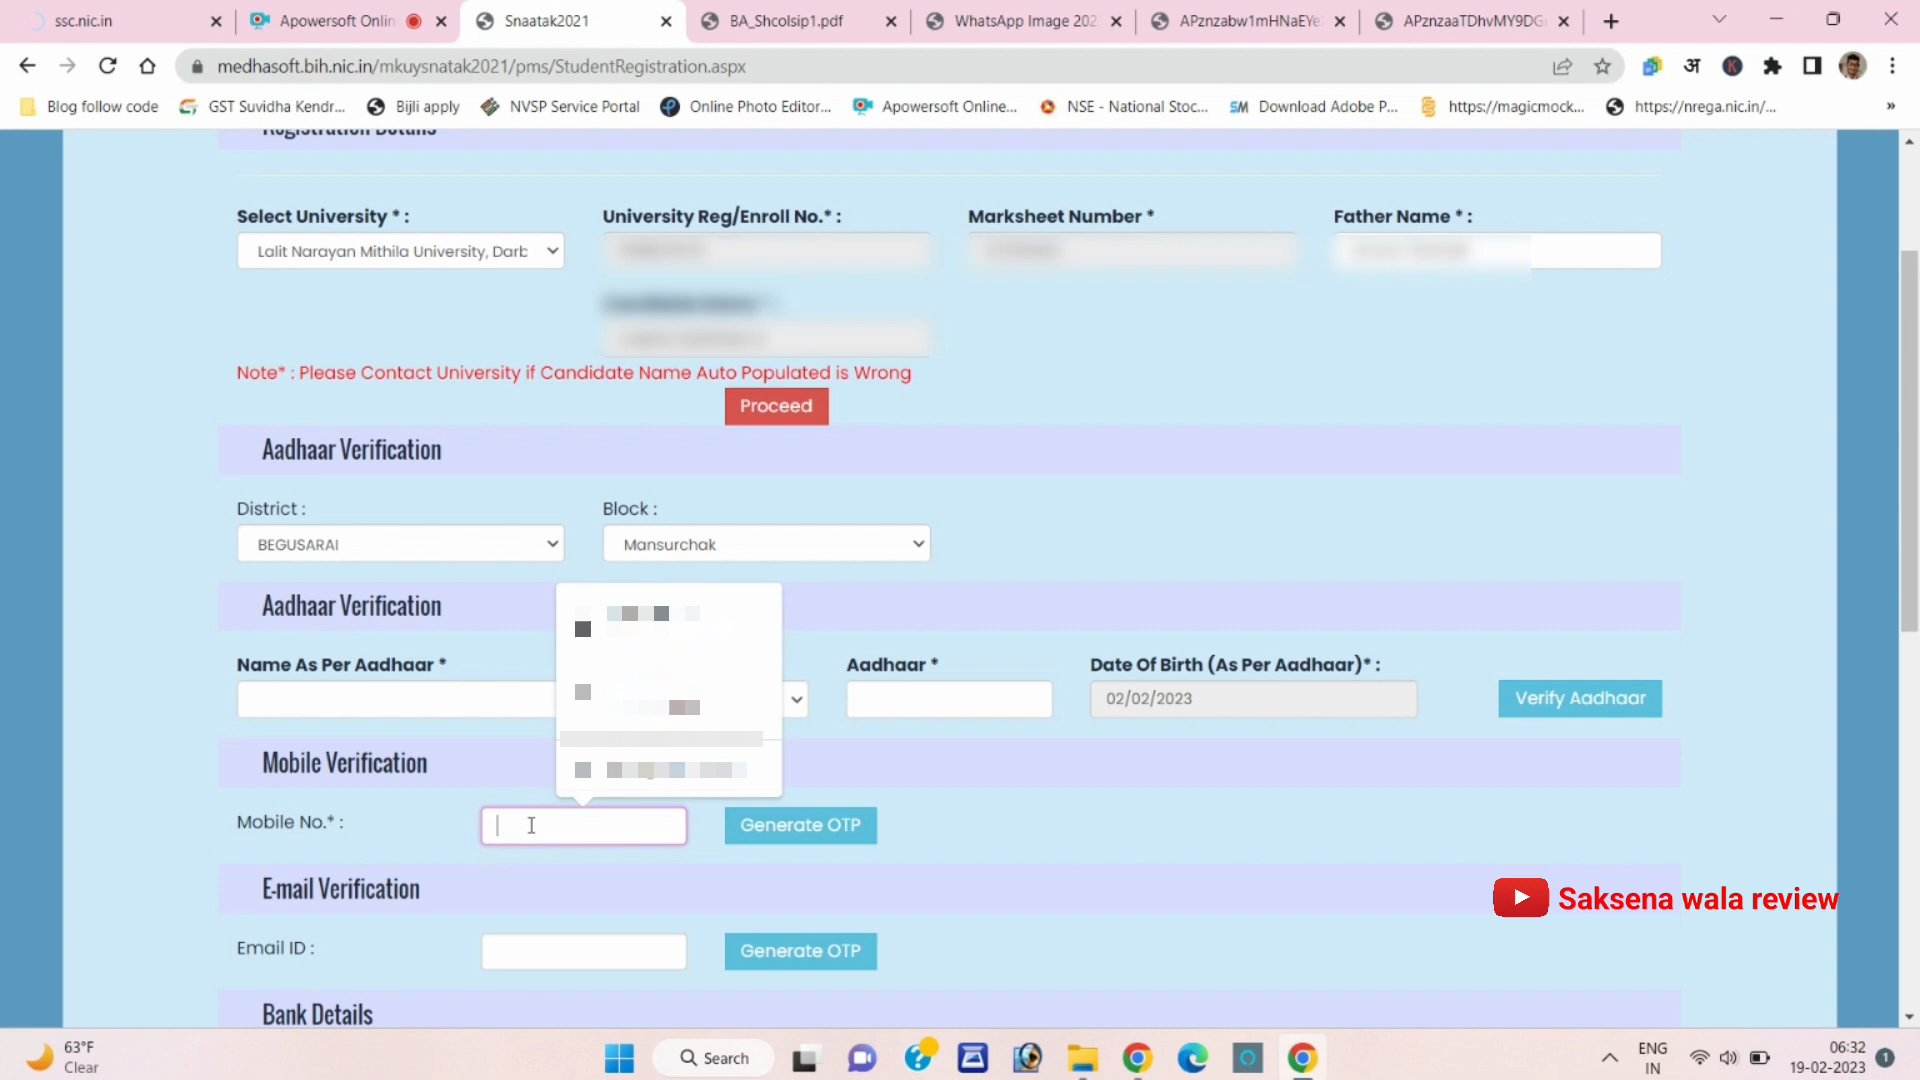 ssc.nic.in
Apowersoft Onlin
Snaatak2021
BA_Shcolsip1.pdf
WhatsApp Image 202
APznzabw1mHNaEYe
APznzaaTDhvMY9DG
medhasoft.bih.nic.in/mkuysnatak2021/pms/StudentRegistration.aspx
अ
K
Blog follow code
GST Suvidha Kendr...
Bijli apply
NVSP Service Portal
Online Photo Editor...
Apowersoft Online...
NSE - National Stoc...
SM Download Adobe P...
https://magicmock...
https://nrega.nic.in/...
»
Registration Details
Select University * :
University Reg/Enroll No.* :
Marksheet Number *
Father Name * :
Lalit Narayan Mithila University, Darb
Note* : Please Contact University if Candidate Name Auto Populated is Wrong
Proceed
Aadhaar Verification
District :
Block :
BEGUSARAI
Mansurchak
Aadhaar Verification
Name As Per Aadhaar *
Aadhaar *
Date Of Birth (As Per Aadhaar)* :
02/02/2023
Verify Aadhaar
Mobile Verification
Mobile No.* :
Generate OTP
E-mail Verification
Saksena wala review
Email ID :
Generate OTP
Bank Details
63°F
Clear
Search
ENG
IN
06:32
19-02-2023
1